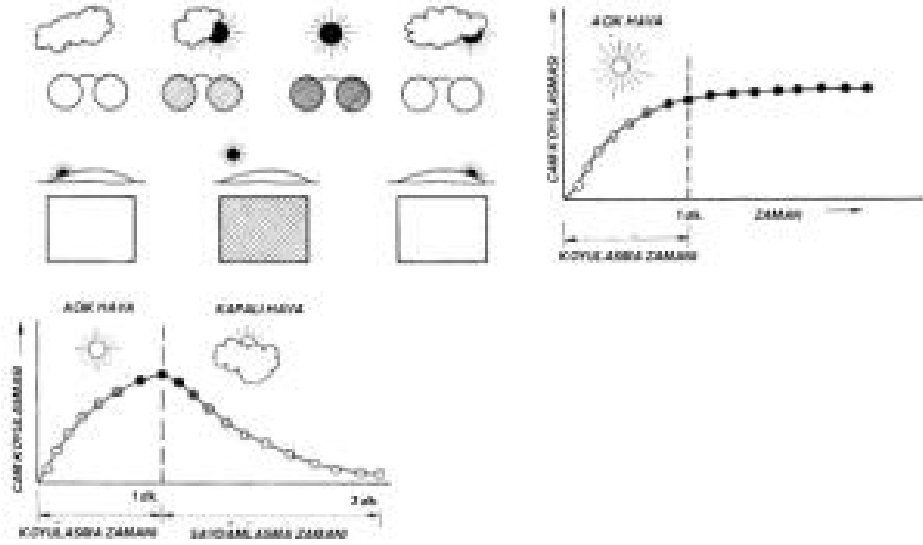 AÇIK HAVA
CAM KOYULAŞMASI
1 dk.
ZAMAN
KOYULAŞMA ZAMANI
AÇIK HAVA
KAPALI HAVA
CAM KOYULAŞMASI
1 dk.
2 dk.
KOYULAŞMA ZAMANI
SAYDAMLAŞMA ZAMANI